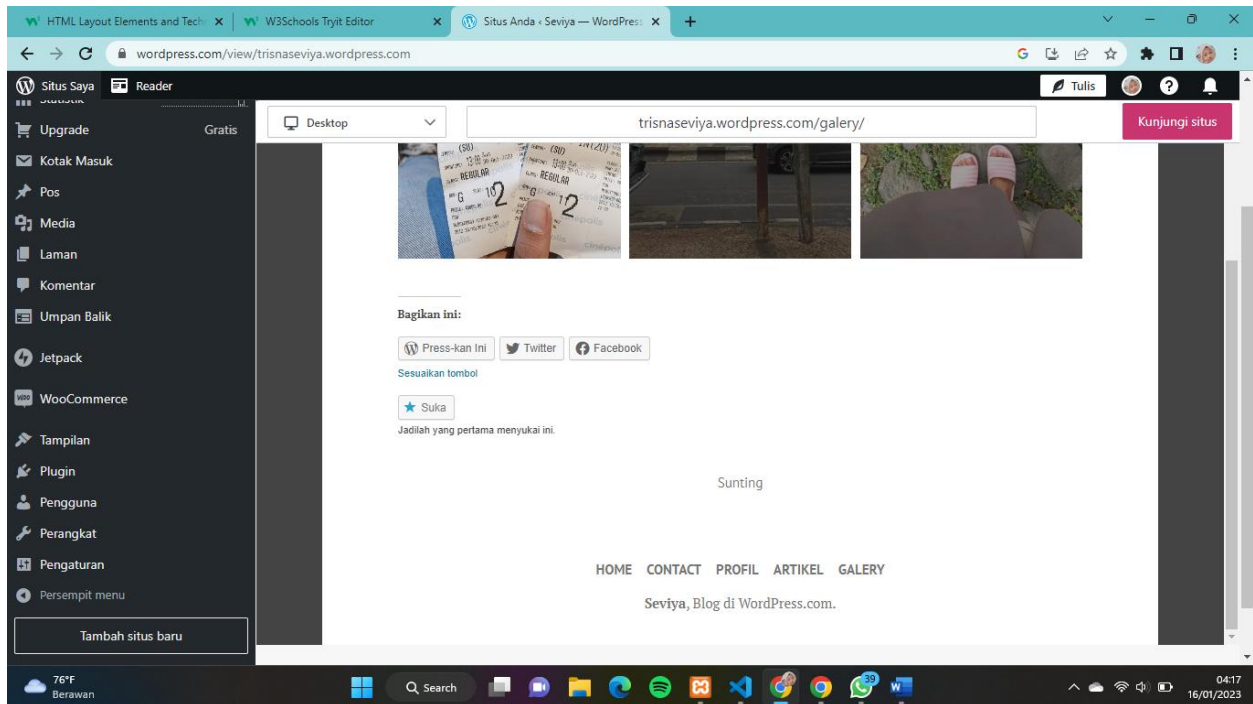 HTML Layout Elements and Techn
W3Schools Tryit Editor
Situs Anda ‹ Seviya — WordPress
wordpress.com/view/trisnaseviya.wordpress.com
Situs Saya
Reader
Tulis
Statistik
Upgrade Gratis
Kotak Masuk
Pos
Media
Laman
Komentar
Umpan Balik
Jetpack
WooCommerce
Tampilan
Plugin
Pengguna
Perangkat
Pengaturan
Persempit menu
Tambah situs baru
Desktop
trisnaseviya.wordpress.com/galery/
Kunjungi situs
REGULAR
REGULAR
G
G
12
Bagikan ini:
Press-kan Ini Twitter Facebook
Sesuaikan tombol
Suka
Jadilah yang pertama menyukai ini.
Sunting
HOME CONTACT PROFIL ARTIKEL GALERY
Seviya, Blog di WordPress.com.
76°F
Berawan
Search
39
04:17
16/01/2023